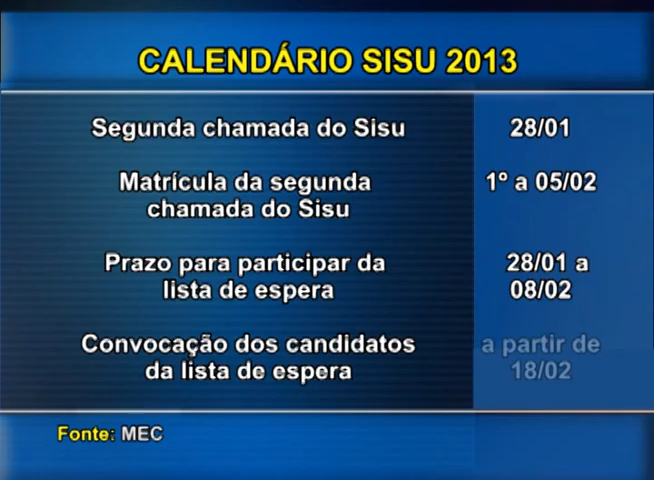 CALENDÁRIO SISU 2013
Segunda chamada do Sisu 28/01
Matrícula da segunda 1º a 05/02
chamada do Sisu
Prazo para participar da 28/01 a
lista de espera 08/02
Convocação dos candidatos a partir de
da lista de espera 18/02
Fonte: MEC